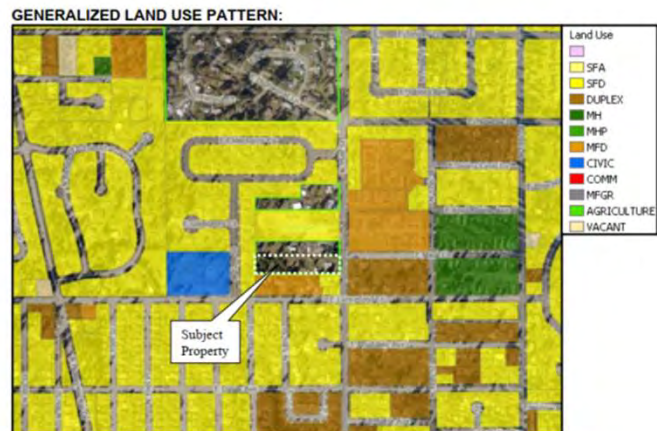 GENERALIZED LAND USE PATTERN:
Land Use
SFA
SFD
DUPLEX
MH
MHP
MFD
CIVIC
COMM
MFGR
AGRICULTURE
VACANT
Subject
Property